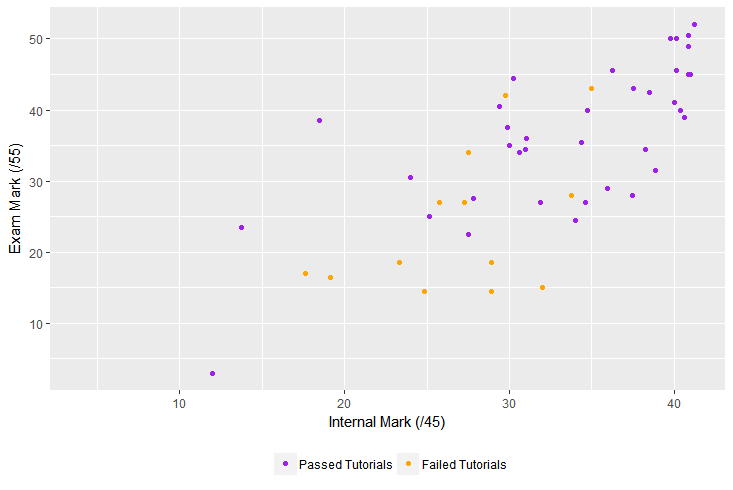 Exam Mark (/55)
50
40
30
20
10
10 20 30 40
Internal Mark (/45)
Passed Tutorials Failed Tutorials